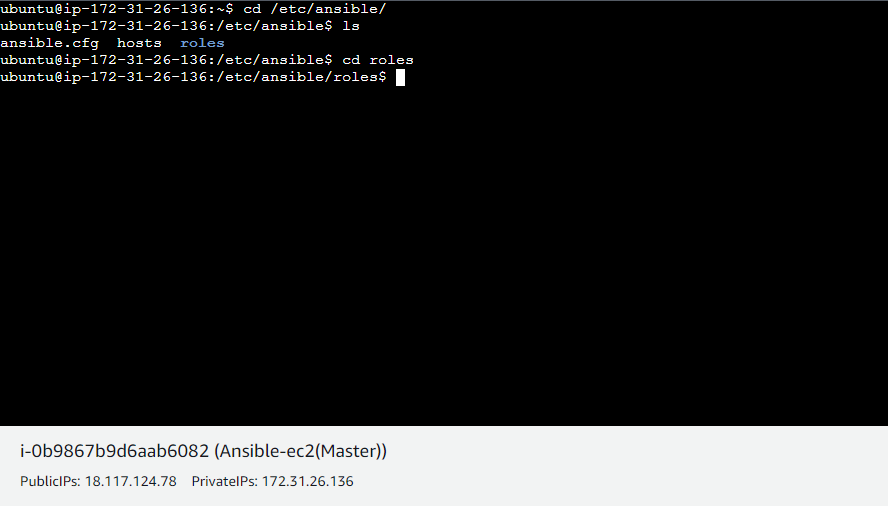 ubuntu@ip-172-31-26-136:~$ cd /etc/ansible/
ubuntu@ip-172-31-26-136:/etc/ansible$ ls
ansible.cfg  hosts  roles
ubuntu@ip-172-31-26-136:/etc/ansible$ cd roles
ubuntu@ip-172-31-26-136:/etc/ansible/roles$
i-0b9867b9d6aab6082 (Ansible-ec2(Master))
PublicIPs: 18.117.124.78   PrivateIPs: 172.31.26.136